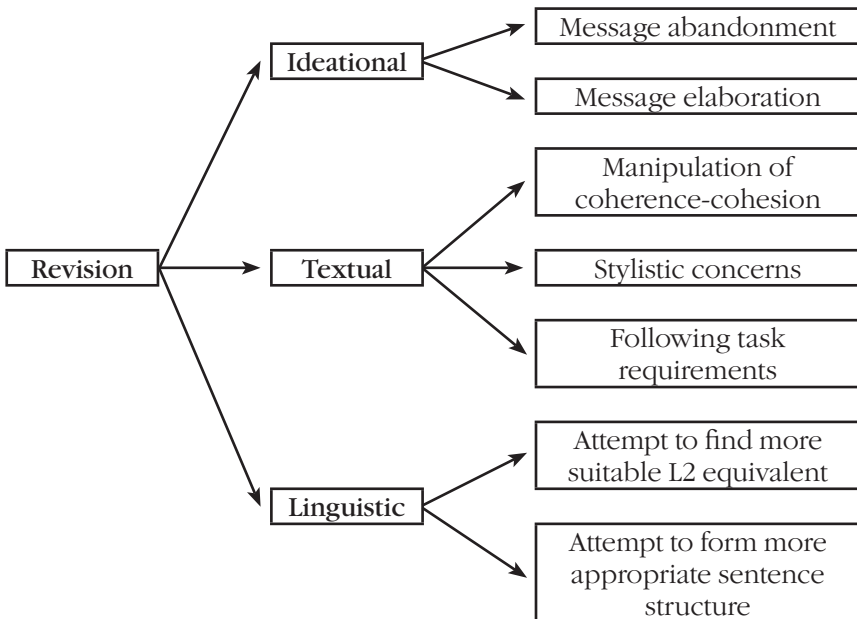 Revision
Ideational
Message abandonment
Message elaboration
Textual
Manipulation of
coherence-cohesion
Stylistic concerns
Following task
requirements
Linguistic
Attempt to find more
suitable L2 equivalent
Attempt to form more
appropriate sentence
structure